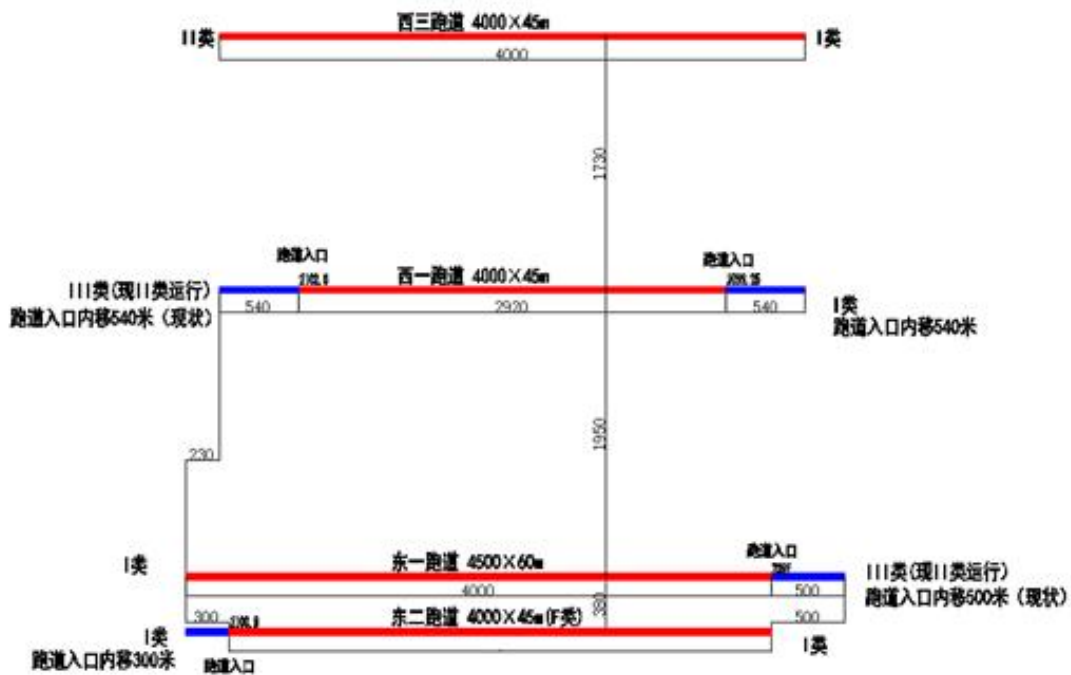 西三跑道 4000×45m
II类
I类
4000
1730
跑道入口
跑道入口
西一跑道 4000×45m
III类(现II类运行)
540
2920
540
I类
跑道入口内移540米（现状）
跑道入口内移540米
1950
230
I类
东一跑道 4500×60m
跑道入口
III类(现II类运行)
4000
500
跑道入口内移500米（现状）
380
300
东二跑道 4000×45m(F类)
500
I类
I类
跑道入口内移300米
跑道入口